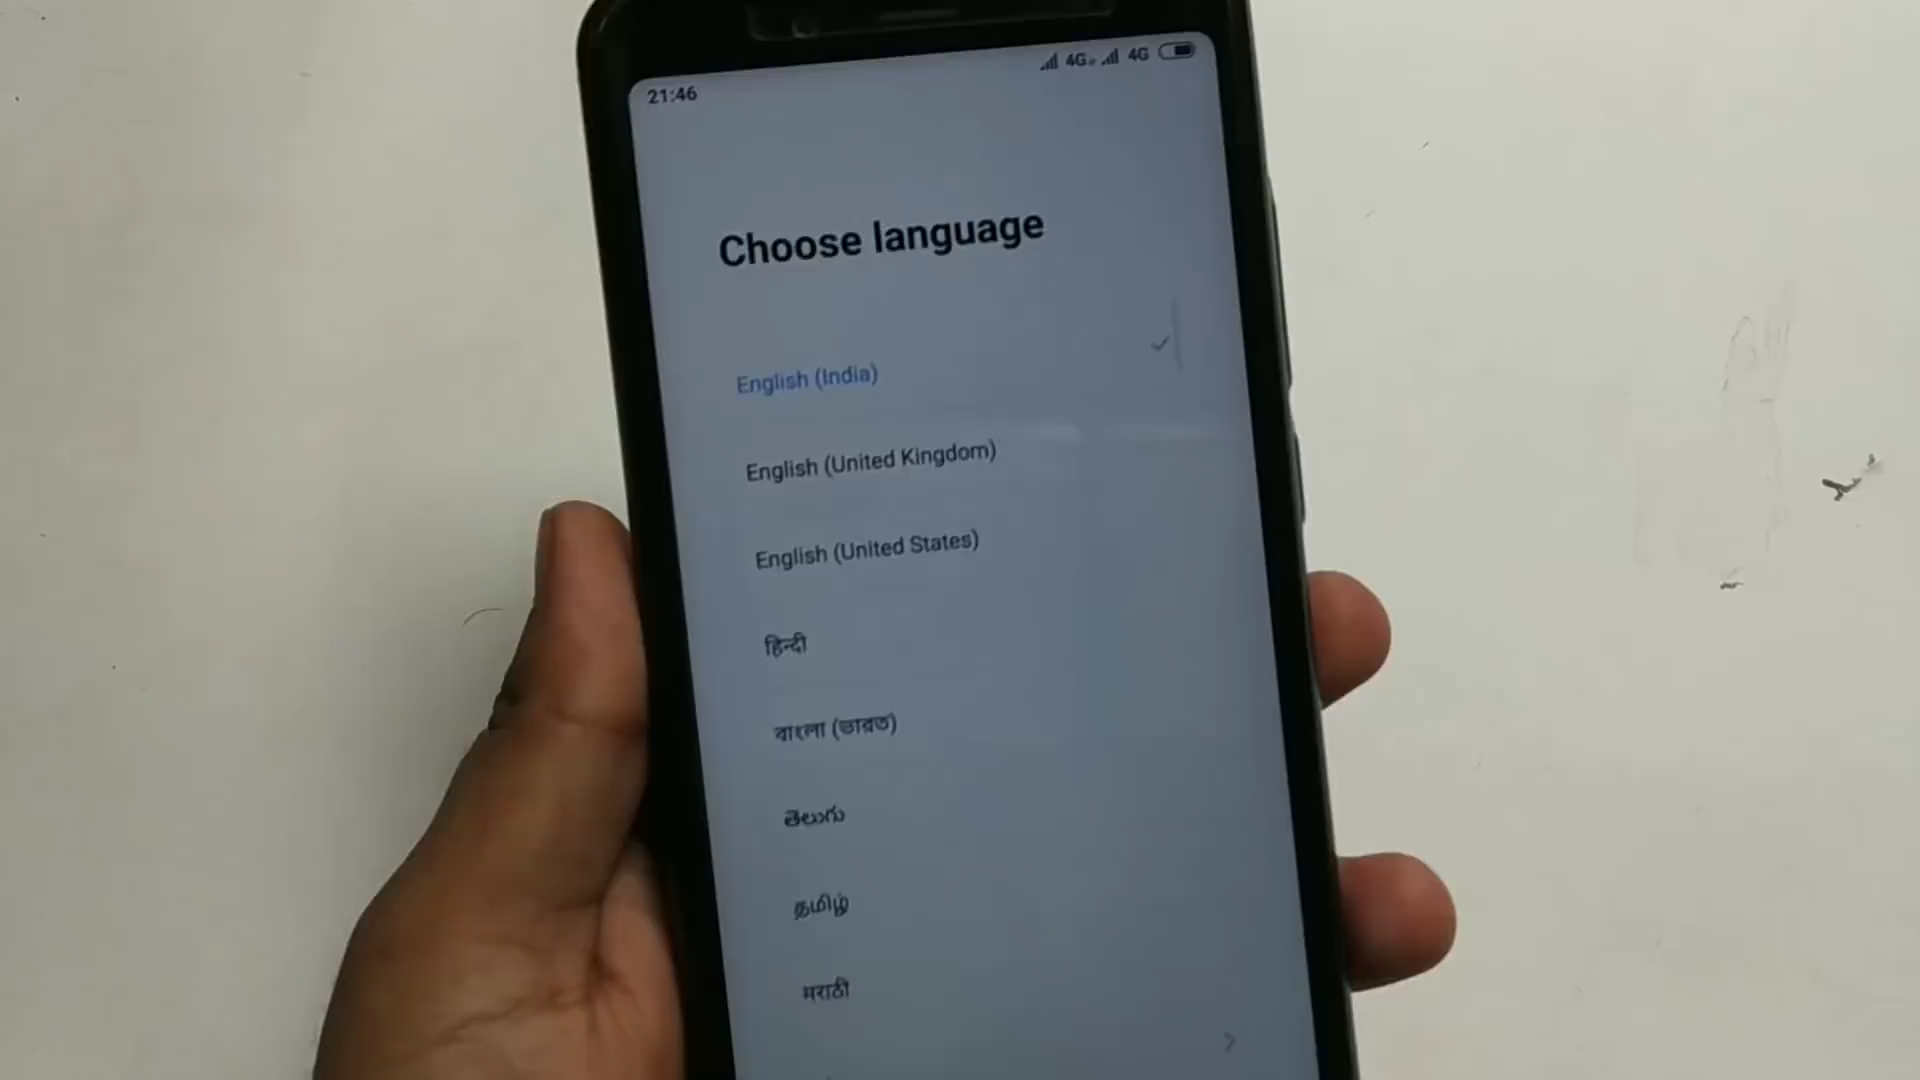 21:46
4G 4G
Choose language
English (India)
English (United Kingdom)
English (United States)
हिन्दी
বাংলা (ভারত)
తెలుగు
தமிழ்
मराठी